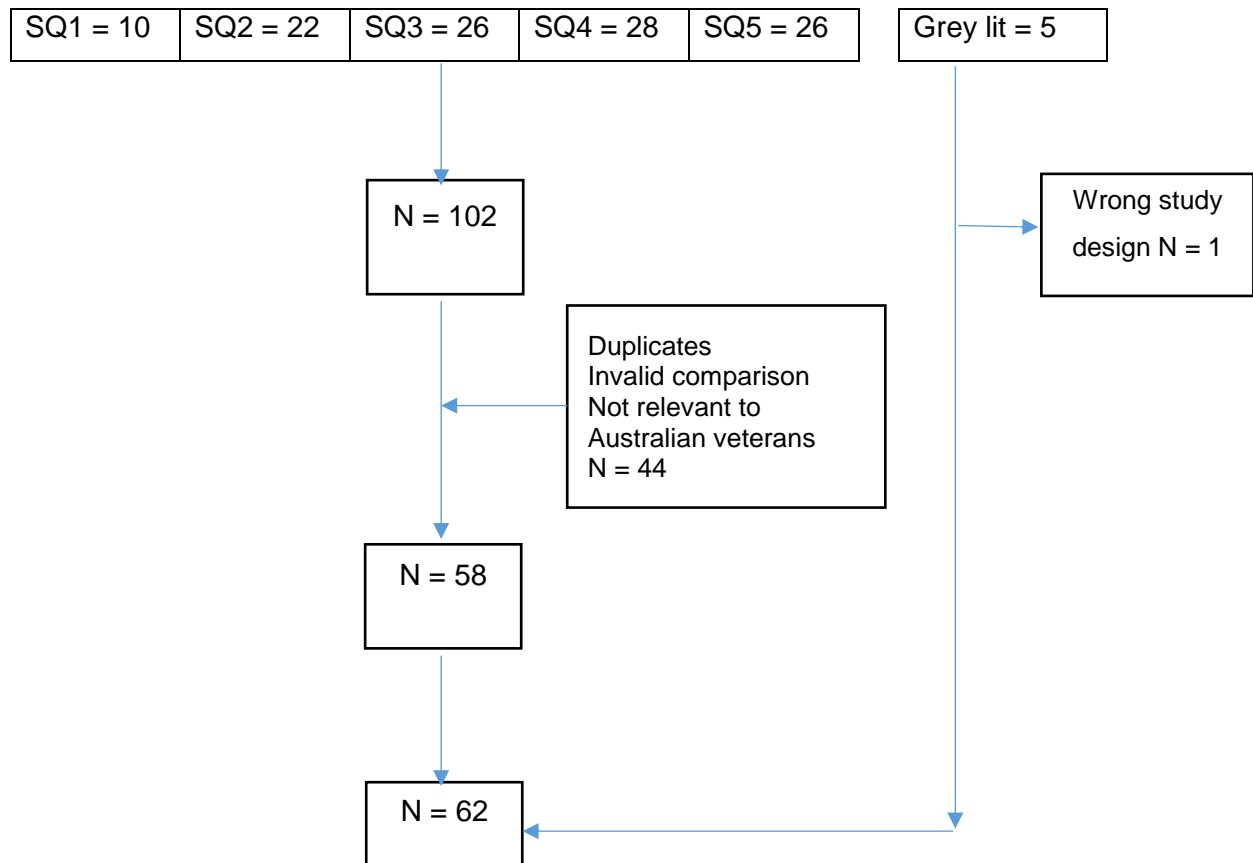 SQ1 = 10 SQ2 = 22 SQ3 = 26 SQ4 = 28 SQ5 = 26 Grey lit = 5
N = 102
Wrong study
design N = 1
Duplicates
Invalid comparison
Not relevant to
Australian veterans
N = 44
N = 58
N = 62